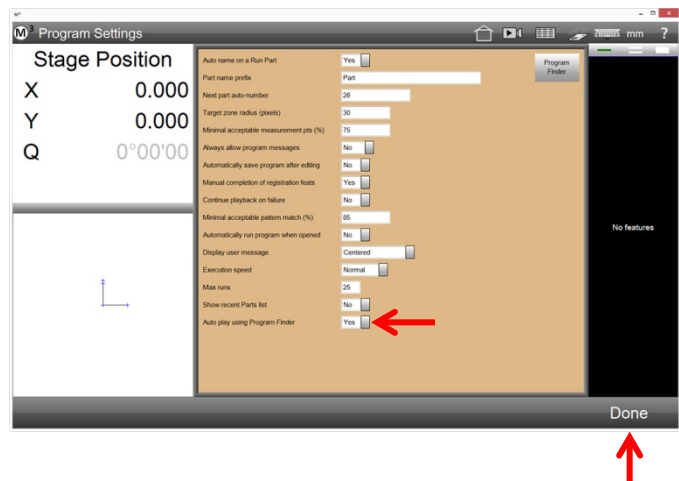 M3 Program Settings
mm ?
Stage Position
X 0.000
Y 0.000
Q 0°00'00
Auto name on a Run Part Yes
Program Finder
Part name prefix Part
Next part auto-number 26
Target zone radius (pixels) 30
Minimal acceptable measurement pts (%) 75
Always allow program messages No
Automatically save program after editing No
Manual completion of registration feats Yes
Continue playback on failure No
Minimal acceptable pattern match (%) 85
Automatically run program when opened No
Display user message Centered
Execution speed Normal
Max runs 25
Show recent Parts list No
Auto play using Program Finder Yes
No features
Done